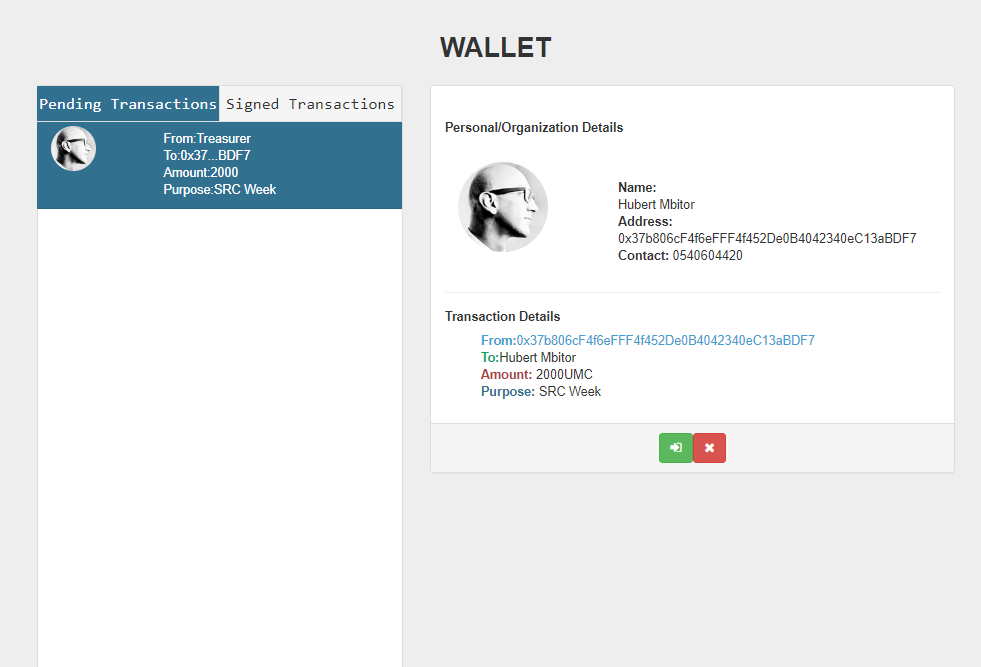 WALLET
Pending Transactions
Signed Transactions
From:Treasurer
To:0x37...BDF7
Amount:2000
Purpose:SRC Week
Personal/Organization Details
Name:
Hubert Mbitor
Address:
0x37b806cF4f6eFFF4f452De0B4042340eC13aBDF7
Contact: 0540604420
Transaction Details
From:0x37b806cF4f6eFFF4f452De0B4042340eC13aBDF7
To:Hubert Mbitor
Amount: 2000UMC
Purpose: SRC Week